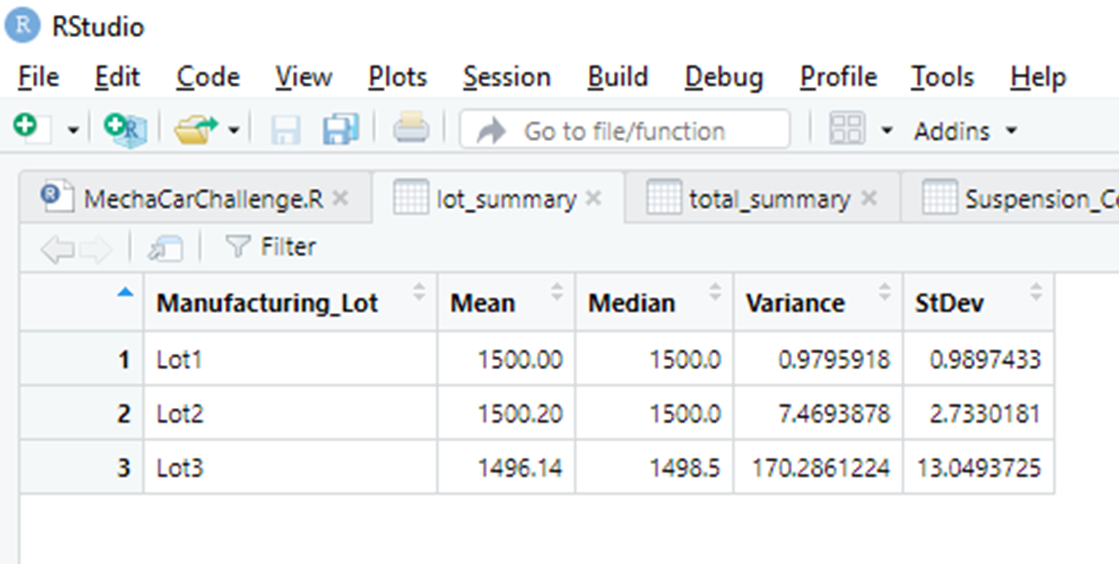 R RStudio
File Edit Code View Plots Session Build Debug Profile Tools Help
R Go to file/function Addins
R MechaCarChallenge.R lot_summary total_summary Suspension_C
Filter
Manufacturing_Lot Mean Median Variance StDev
1 Lot1 1500.00 1500.0 0.9795918 0.9897433
2 Lot2 1500.20 1500.0 7.4693878 2.7330181
3 Lot3 1496.14 1498.5 170.2861224 13.0493725